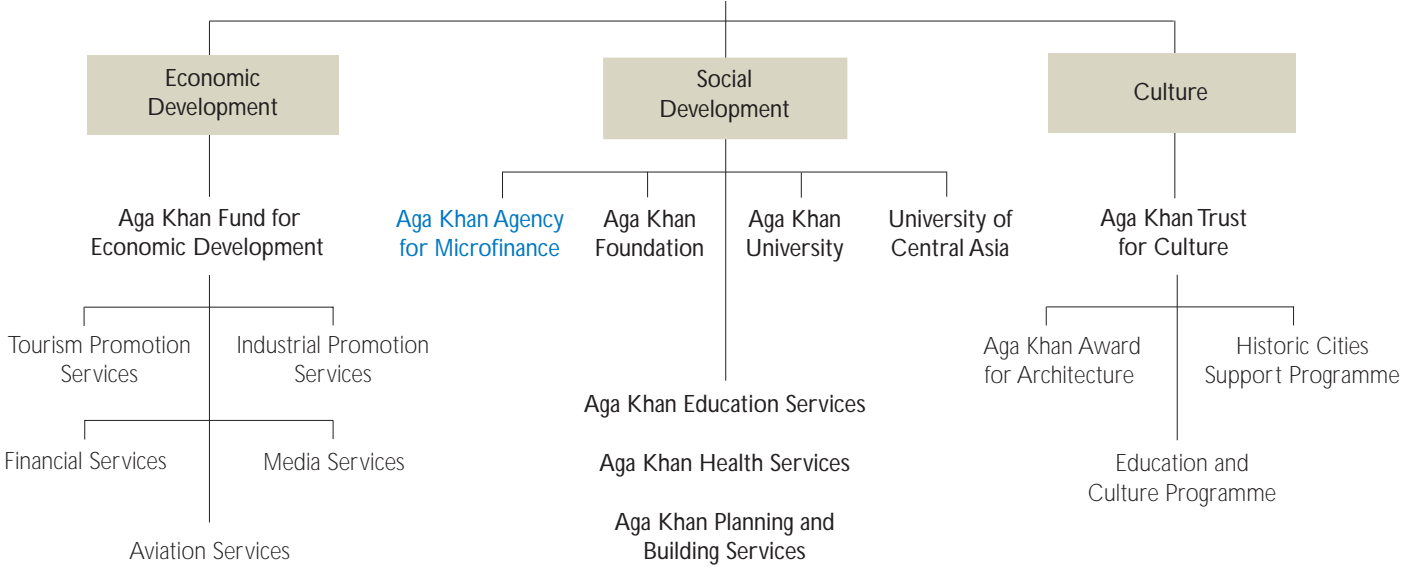 Economic
Development
Social
Development
Culture
Aga Khan Fund for
Economic Development
Aga Khan Agency
for Microfinance
Aga Khan
Foundation
Aga Khan
University
University of
Central Asia
Aga Khan Trust
for Culture
Tourism Promotion
Services
Industrial Promotion
Services
Financial Services
Media Services
Aviation Services
Aga Khan Education Services
Aga Khan Health Services
Aga Khan Planning and
Building Services
Aga Khan Award
for Architecture
Historic Cities
Support Programme
Education and
Culture Programme